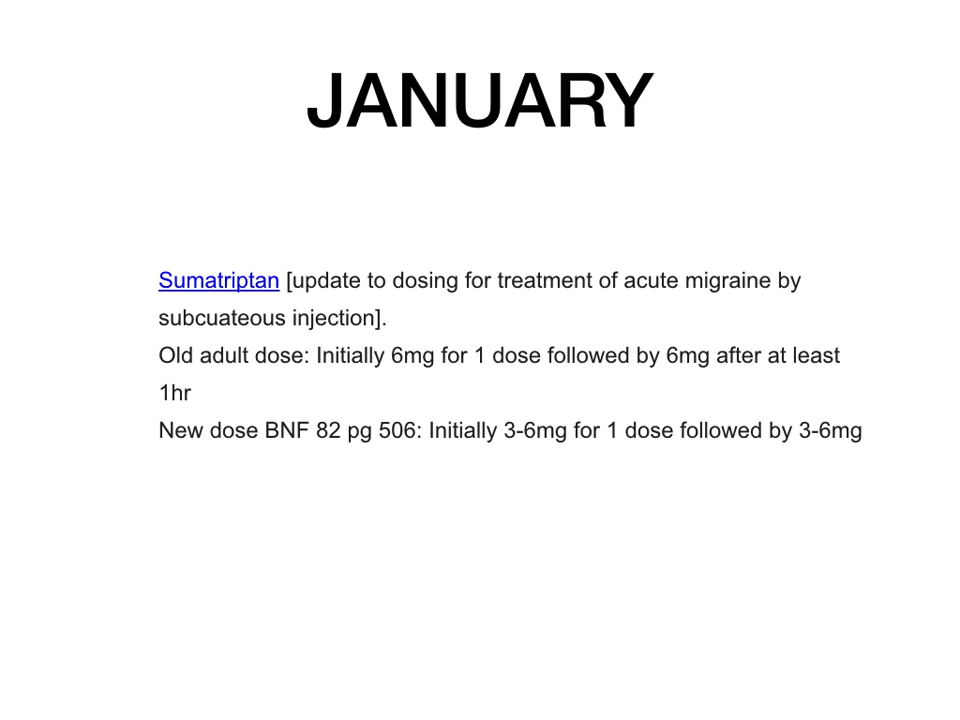 JANUARY
Sumatriptan [update to dosing for treatment of acute migraine by
subcuateous injection].
Old adult dose: Initially 6mg for 1 dose followed by 6mg after at least
1hr
New dose BNF 82 pg 506: Initially 3-6mg for 1 dose followed by 3-6mg